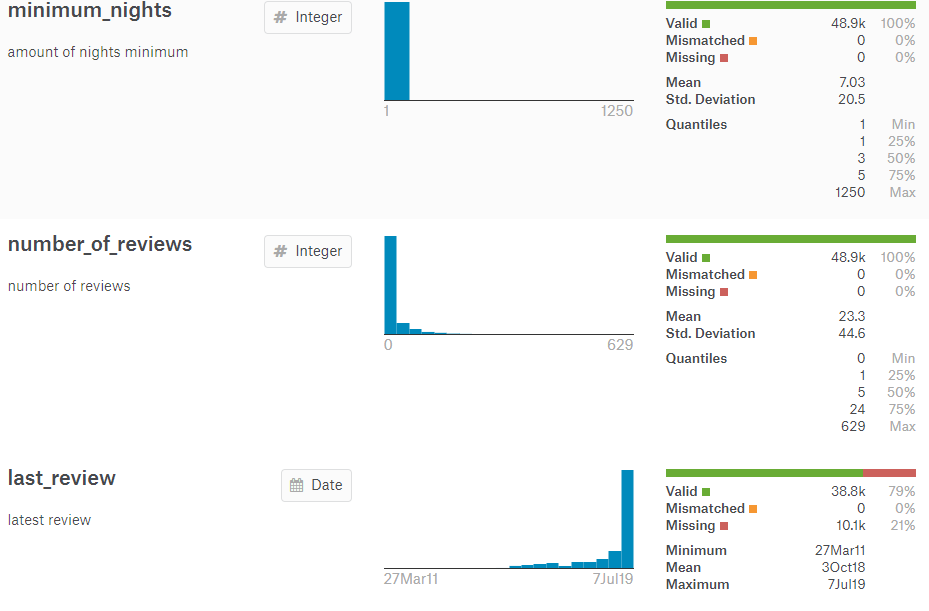 minimum_nights
# Integer
amount of nights minimum
1 1250
Valid 48.9k 100%
Mismatched 0 0%
Missing 0 0%
Mean 7.03
Std. Deviation 20.5
Quantiles 1 Min
1 25%
3 50%
5 75%
1250 Max
number_of_reviews
# Integer
number of reviews
0 629
Valid 48.9k 100%
Mismatched 0 0%
Missing 0 0%
Mean 23.3
Std. Deviation 44.6
Quantiles 0 Min
1 25%
5 50%
24 75%
629 Max
last_review
Date
latest review
27Mar11 7Jul19
Valid 38.8k 79%
Mismatched 0 0%
Missing 10.1k 21%
Minimum 27Mar11
Mean 3Oct18
Maximum 7Jul19